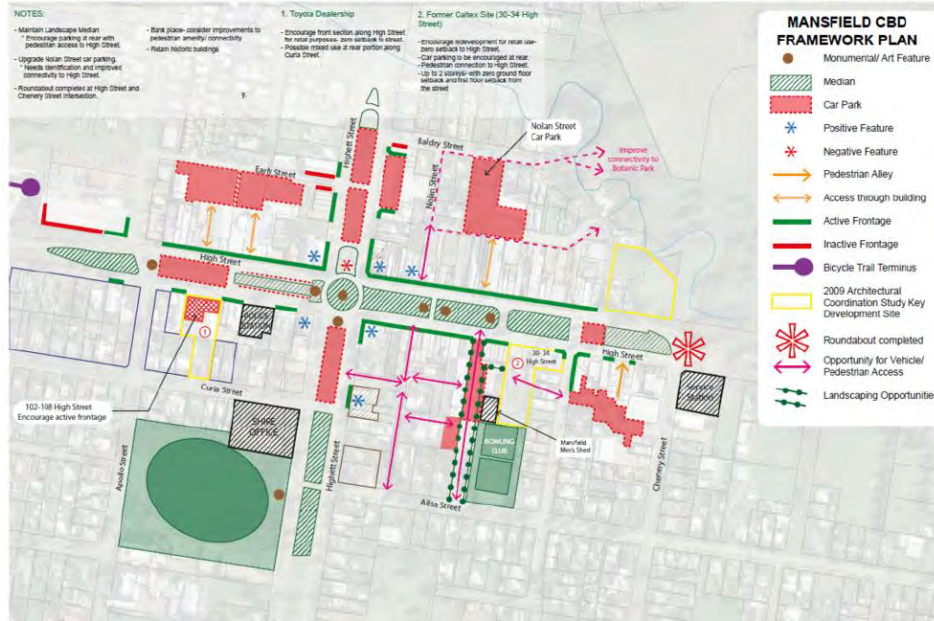 NOTES:
- Maintain Landscape Median
* Encourage parking at rear with
pedestrian access to High Street.
- Upgrade Nolan Street car parking.
* Needs identification and improved
connectivity to High Street.
- Roundabout completed at High Street and
Chenery Street intersection.
- Bank place- consider improvements to
pedestrian amenity/ connectivity
- Retain historic buildings
y.
1. Toyota Dealership
- Encourage front section along High Street
for retail purposes, zero setback to street.
- Possible mixed use at rear portion along
Curia Street.
2. Former Caltex Site (30-34 High
Street)
- Encourage redevelopment for retail use-
zero setback to High Street.
- Car parking to be encouraged at rear.
- Pedestrian connection to High Street.
- Up to 2 storeys- with zero ground floor
setback and first floor setback from
the street
MANSFIELD CBD
FRAMEWORK PLAN
Monumental/ Art Feature
Median
Car Park
Positive Feature
Negative Feature
Pedestrian Alley
Access through building
Active Frontage
Inactive Frontage
Bicycle Trail Terminus
2009 Architectural
Coordination Study Key
Development Site
Roundabout completed
Opportunity for Vehicle/
Pedestrian Access
Landscaping Opportunities
Highett Street
Baldry Street
Nolan Street
Car Park
Improve
connectivity to
Botanic Park
Early Street
Nolan Street
High Street
1
POLICE
STATION
2
30-34
High Street
High Street
Service
Station
Curia Street
102-108 High Street
Encourage active frontage
SHIRE
OFFICE
BOWLING
CLUB
Mansfield
Men's Shed
Apollo Street
Highett Street
Ailsa Street
Chenery Street